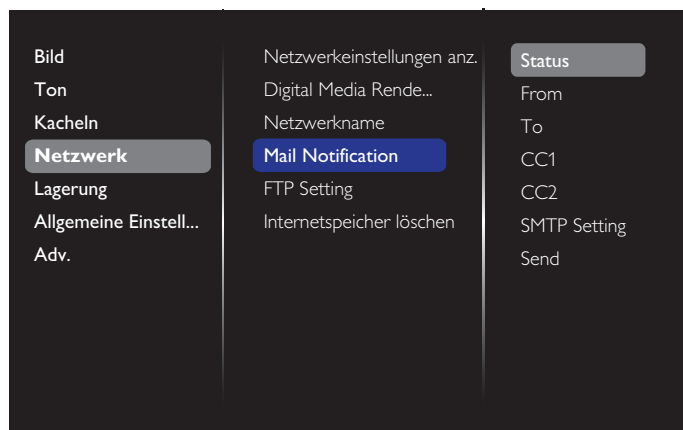 Bild
Ton
Kacheln
Netzwerk
Lagerung
Allgemeine Einstell...
Adv.
Netzwerkeinstellungen anz.
Digital Media Rende...
Netzwerkname
Mail Notification
FTP Setting
Internetspeicher löschen
Status
From
To
CC1
CC2
SMTP Setting
Send